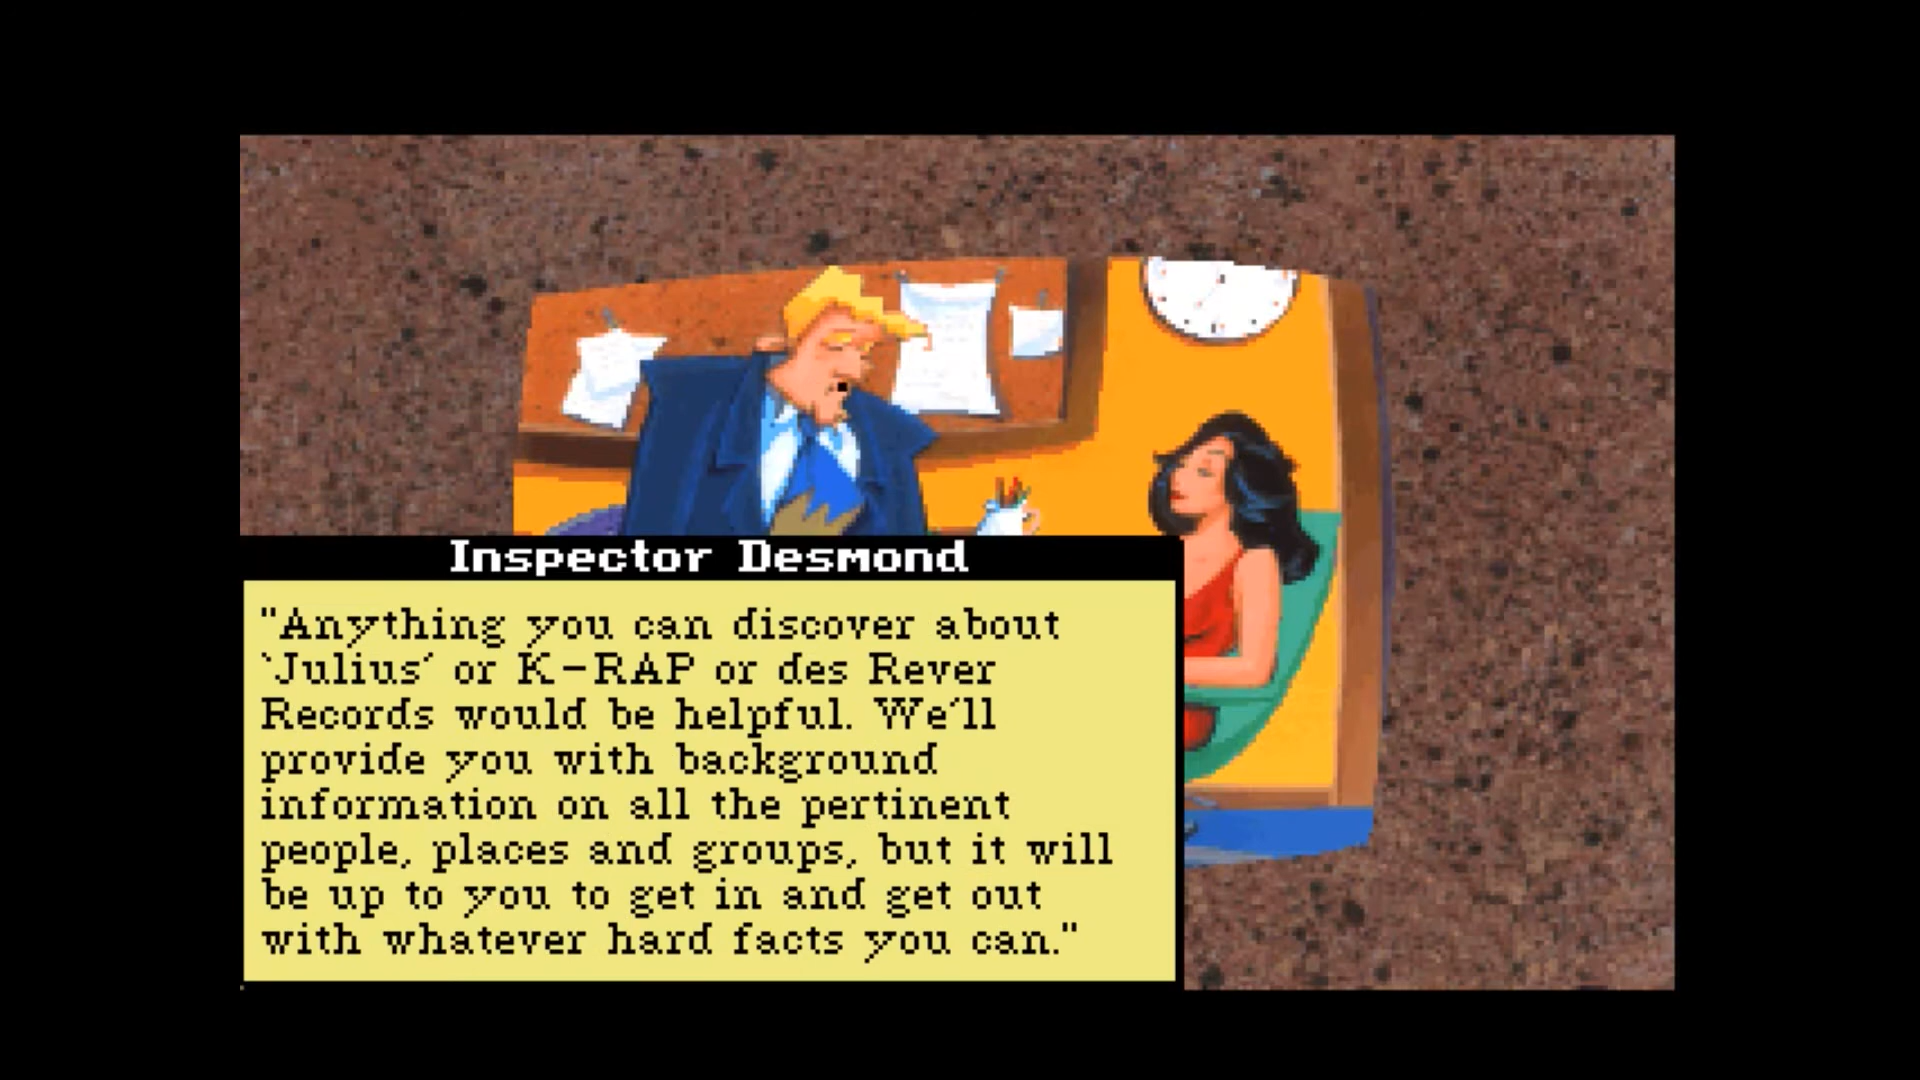 Inspector Desmond
"Anything you can discover about
`Julius´ or K-RAP or des Rever
Records would be helpful. We´ll
provide you with background
information on all the pertinent
people, places and groups, but it will
be up to you to get in and get out
with whatever hard facts you can."